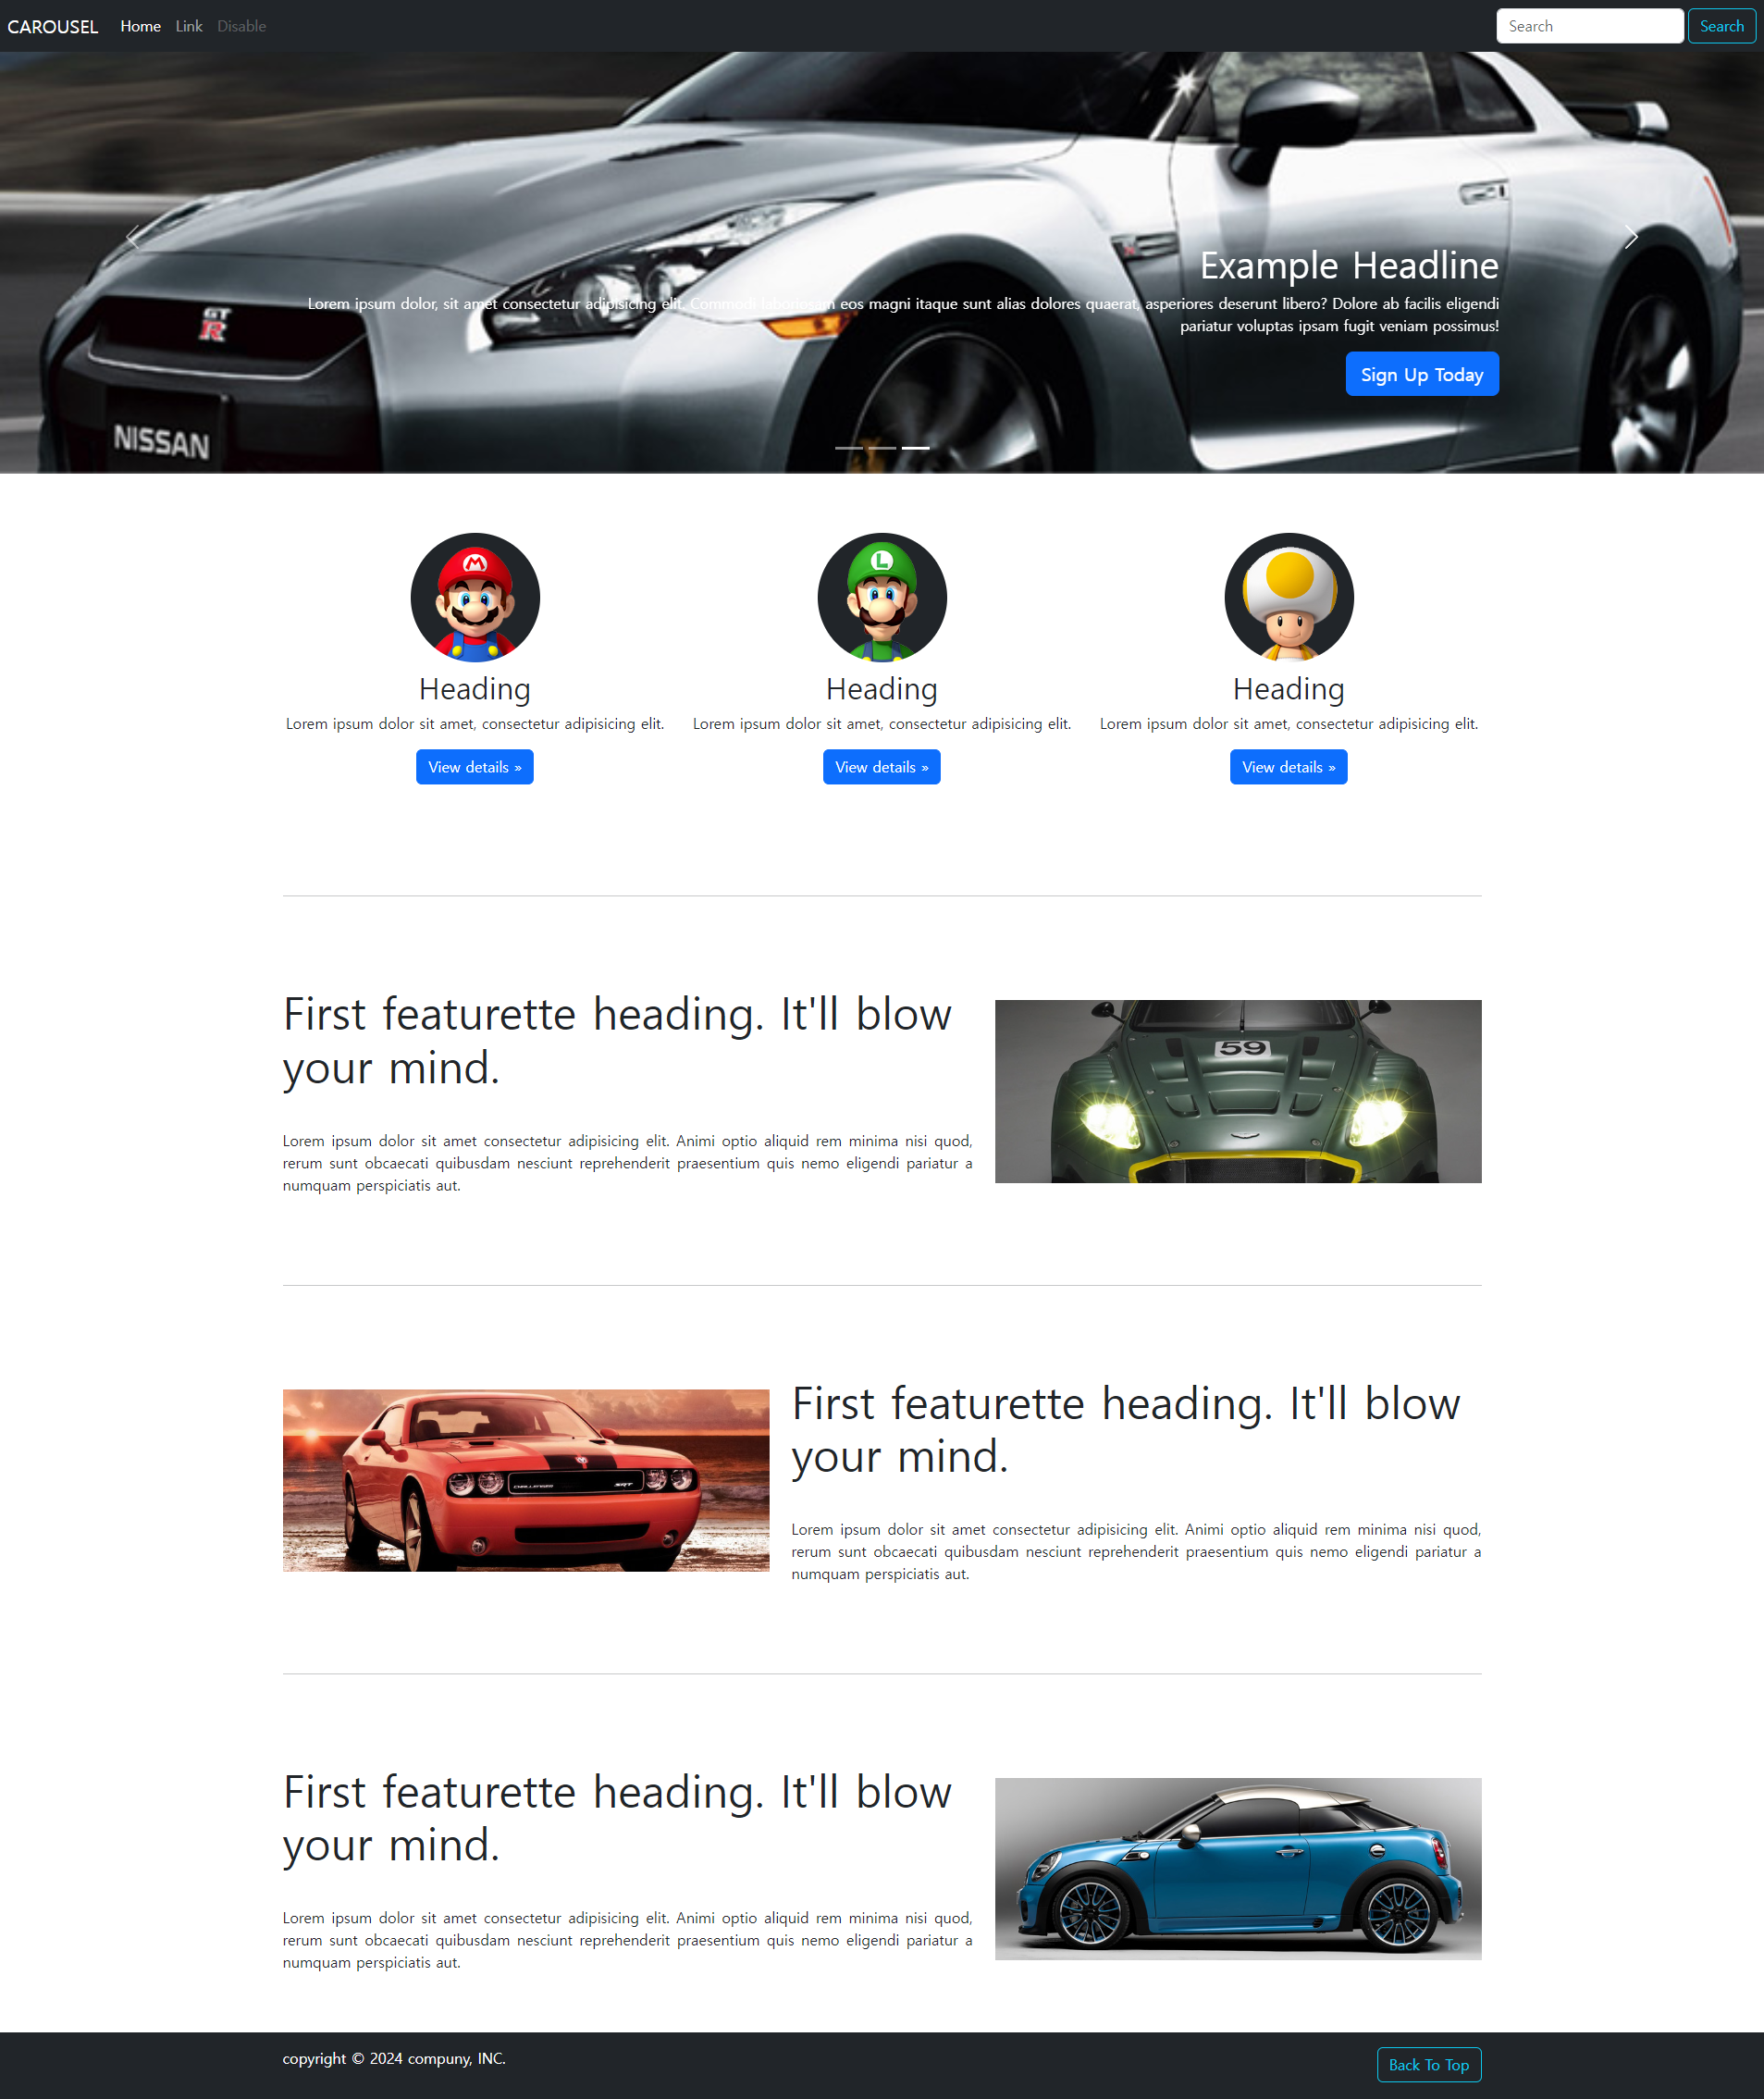 CAROUSEL Home Link Disable Search Search
GT
R
NISSAN
Example Headline
Lorem ipsum dolor, sit amet consectetur adipisicing elit. Commodi laboriosam eos magni itaque sunt alias dolores quaerat, asperiores deserunt libero? Dolore ab facilis eligendi
pariatur voluptas ipsam fugit veniam possimus!
Sign Up Today
M
L
Heading
Heading
Heading
Lorem ipsum dolor sit amet, consectetur adipisicing elit.
Lorem ipsum dolor sit amet, consectetur adipisicing elit.
Lorem ipsum dolor sit amet, consectetur adipisicing elit.
View details »
View details »
View details »
First featurette heading. It'll blow
your mind.
Lorem ipsum dolor sit amet consectetur adipisicing elit. Animi optio aliquid rem minima nisi quod,
rerum sunt obcaecati quibusdam nesciunt reprehenderit praesentium quis nemo eligendi pariatur a
numquam perspiciatis aut.
59
CHALLENGER SRT
First featurette heading. It'll blow
your mind.
Lorem ipsum dolor sit amet consectetur adipisicing elit. Animi optio aliquid rem minima nisi quod,
rerum sunt obcaecati quibusdam nesciunt reprehenderit praesentium quis nemo eligendi pariatur a
numquam perspiciatis aut.
First featurette heading. It'll blow
your mind.
Lorem ipsum dolor sit amet consectetur adipisicing elit. Animi optio aliquid rem minima nisi quod,
rerum sunt obcaecati quibusdam nesciunt reprehenderit praesentium quis nemo eligendi pariatur a
numquam perspiciatis aut.
copyright © 2024 compuny, INC.
Back To Top